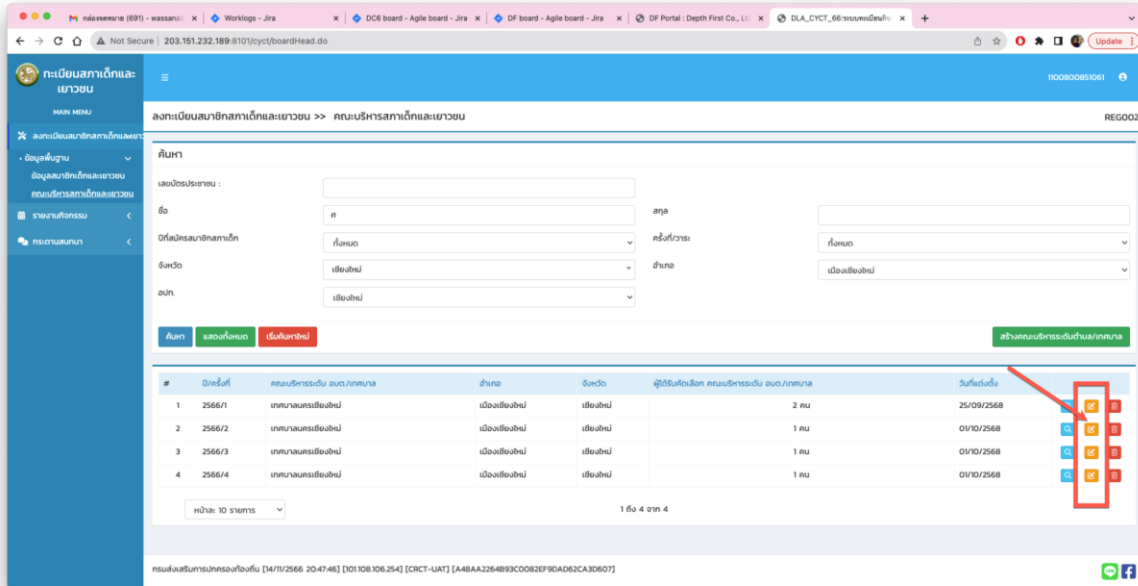 กล่องจดหมาย (691) - wassana
Worklogs - Jira
DC6 board - Agile board - Jira
DF board - Agile board - Jira
DF Portal : Depth First Co., Lt
DLA_CYCT_66:ระบบทะเบียนกิจ
Not Secure | 203.151.232.189:8101/cyct/boardHead.do
Update
ทะเบียนสภาเด็กและ
เยาวชน
1100800851061
MAIN MENU
ลงทะเบียนสมาชิกสภาเด็กและเยาว
ข้อมูลพื้นฐาน
ข้อมูลสมาชิกเด็กและเยาวชน
คณะบริหารสภาเด็กและเยาวชน
รายงานกิจกรรม
กระดานสนทนา
ลงทะเบียนสมาชิกสภาเด็กและเยาวชน >> คณะบริหารสภาเด็กและเยาวชน
REG002
ค้นหา
เลขบัตรประชาชน :
ชื่อ ศ สกุล
ปีที่สมัครสมาชิกสภาเด็ก ทั้งหมด ครั้งที่/วาระ ทั้งหมด
จังหวัด เชียงใหม่ อำเภอ เมืองเชียงใหม่
อปท. เชียงใหม่
ค้นหา แสดงทั้งหมด เริ่มค้นหาใหม่ สร้างคณะบริหารระดับตำบล/เทศบาล
# ปี/ครั้งที่ คณะบริหารระดับ อบต./เทศบาล อำเภอ จังหวัด ผู้ได้รับคัดเลือก คณะบริหารระดับ อบต./เทศบาล วันที่แต่งตั้ง
1 2566/1 เทศบาลนครเชียงใหม่ เมืองเชียงใหม่ เชียงใหม่ 2 คน 25/09/2568
2 2566/2 เทศบาลนครเชียงใหม่ เมืองเชียงใหม่ เชียงใหม่ 1 คน 01/10/2568
3 2566/3 เทศบาลนครเชียงใหม่ เมืองเชียงใหม่ เชียงใหม่ 1 คน 01/10/2568
4 2566/4 เทศบาลนครเชียงใหม่ เมืองเชียงใหม่ เชียงใหม่ 1 คน 01/10/2568
หน้าละ 10 รายการ 1 ถึง 4 จาก 4
กรมส่งเสริมการปกครองท้องถิ่น [14/11/2566 20:47:46] [101.108.106.254] [CRCT-UAT] [A4BAA2264B93C0082EF9DAD62CA3D607]